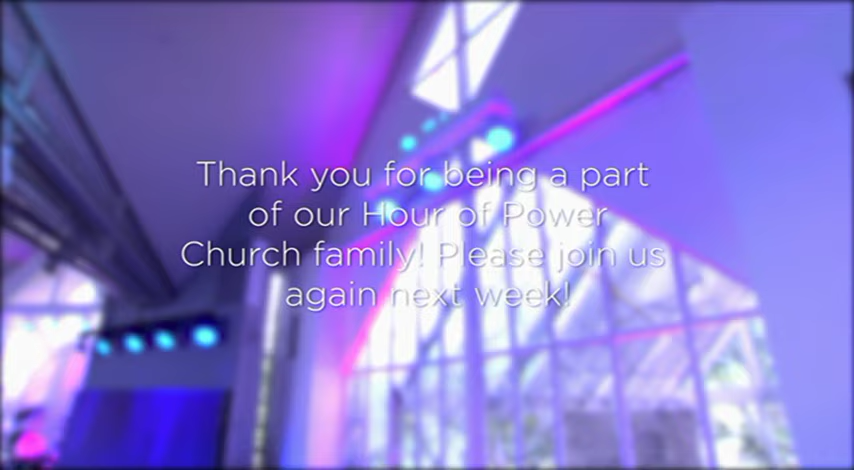 Thank you for being a part
of our Hour of Power
Church family! Please join us
again next week!